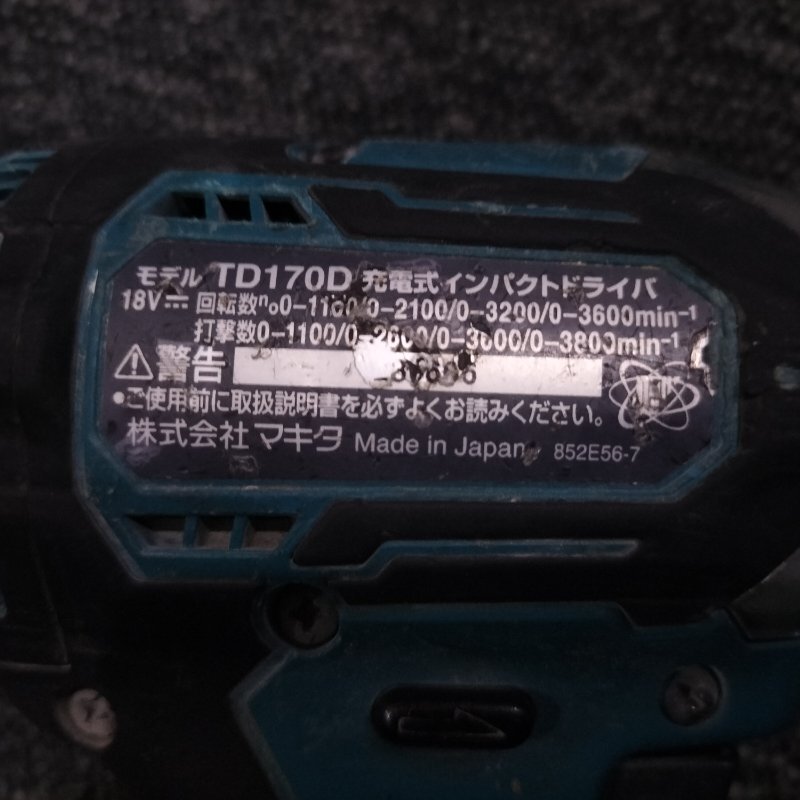 モデル TD170D 充電式インパクトドライバ
18V⎓ 回転数n₀0-1100/0-2100/0-3200/0-3600min⁻¹
打撃数0-1100/0-2600/0-3600/0-3800min⁻¹
⚠警告
•ご使用前に取扱説明書を必ずよくお読みください。
株式会社マキタ Made in Japan 852E56-7